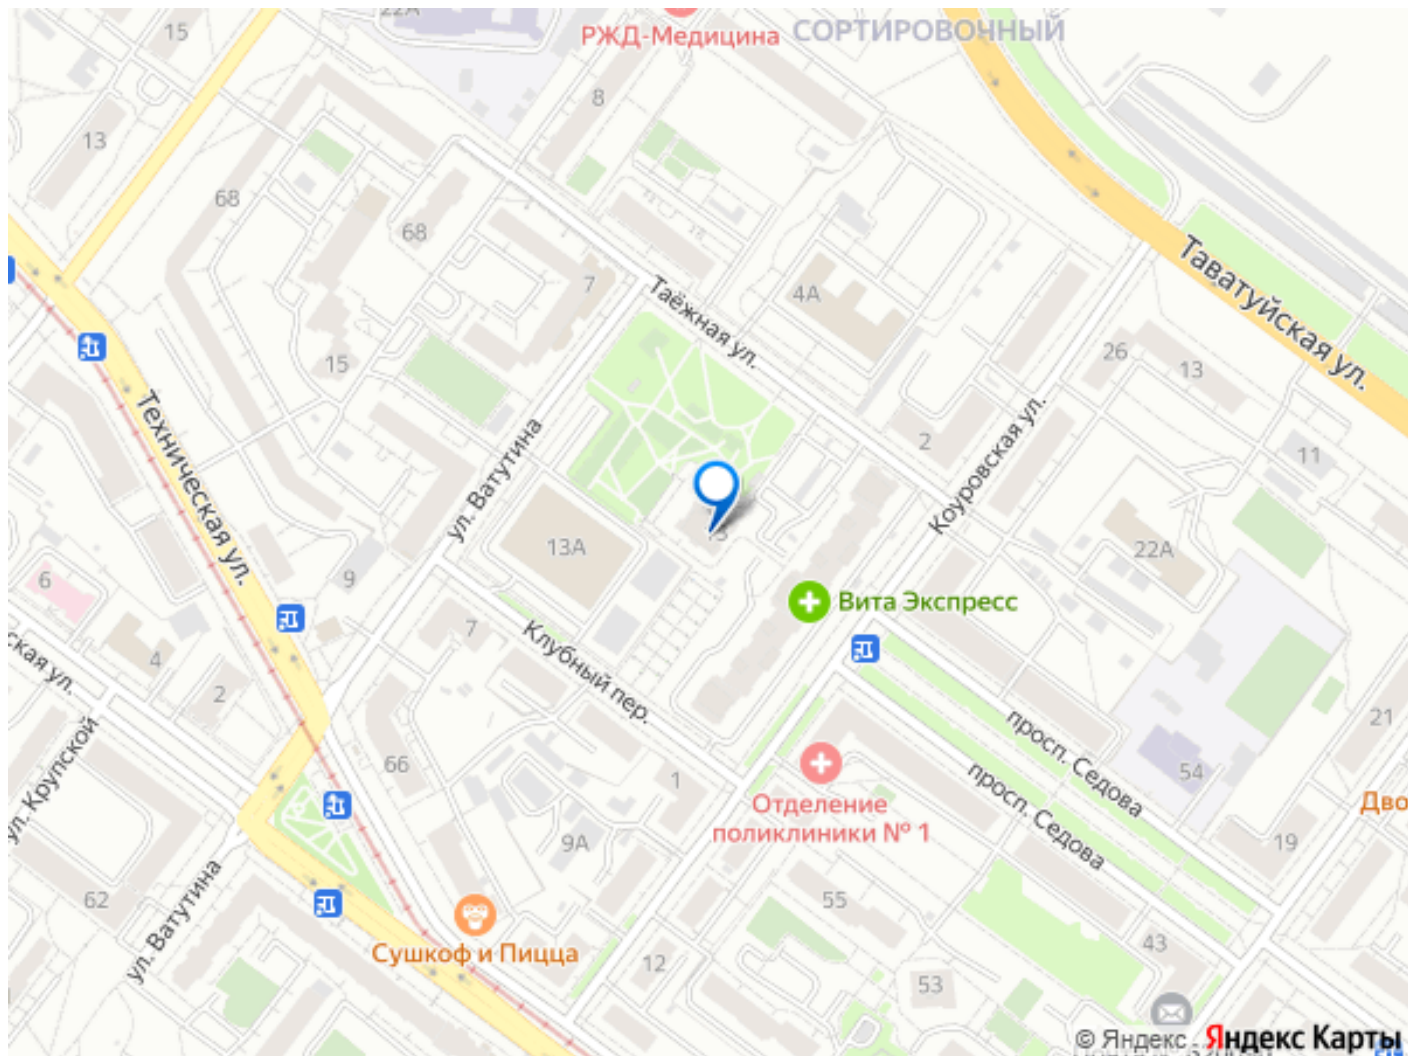 22А
15
РЖД-Медицина
СОРТИРОВОЧНЫЙ
8
13
68
68
7
4А
Таватуйская ул.
Таёжная ул.
15
26
13
Техническая ул.
ул. Ватутина
2
Коуровская ул.
11
13А
22А
6
9
Вита Экспресс
7
Клубный пер.
4
2
ская ул.
21
просп. Седова
ул. Крупской
66
1
просп. Седова
54
Отделение
поликлиники № 1
Дво
9А
19
62
55
ул. Ватутина
43
Сушкоф и Пицца
12
53
© Яндекс
Яндекс Карты